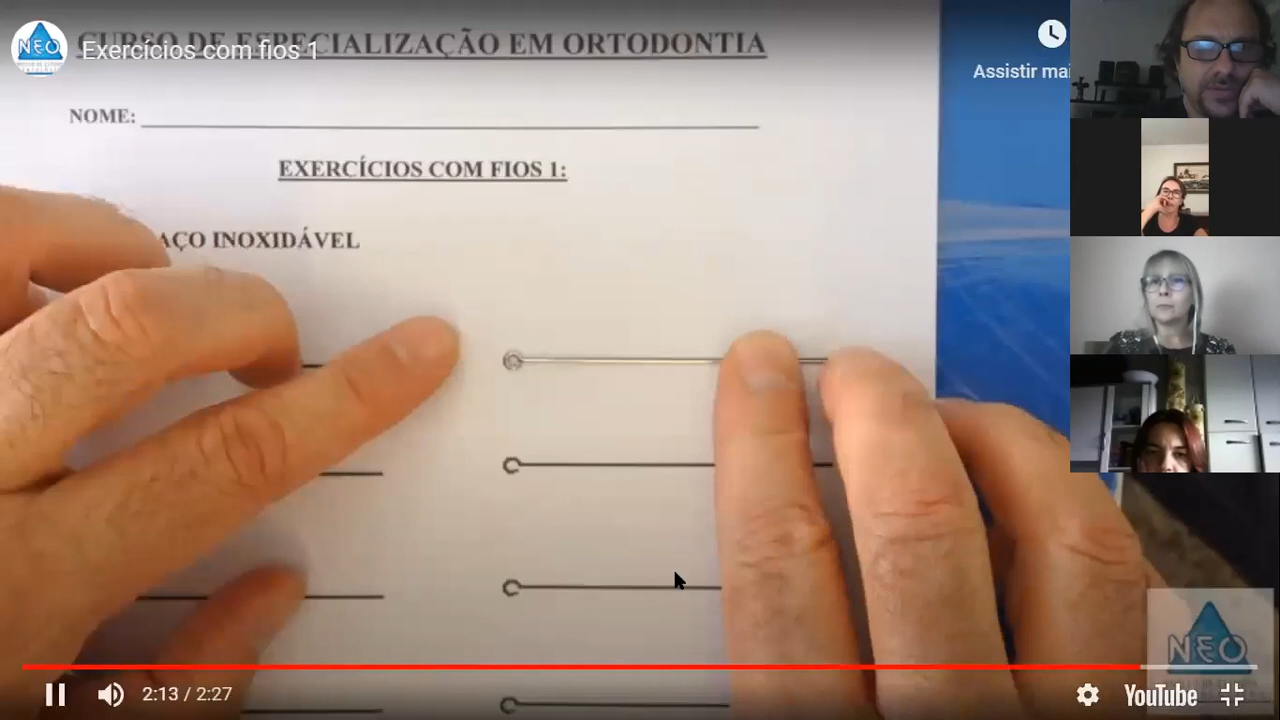 NEO
CURSO DE ESPECIALIZAÇÃO EM ORTODONTIA
Exercícios com fios 1
Assistir mai
NOME:
EXERCÍCIOS COM FIOS 1:
AÇO INOXIDÁVEL
NEO
2:13 / 2:27
YouTube